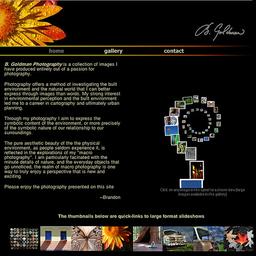 B. Goldman
home gallery contact
B. Goldman Photography is a collection of images I
have produced entirely out of a passion for
photography.
Photography offers a method of investigating the built
environment and the natural world that I can better
express through images than words. My strong interest
in environmental perception and the built environment
led me to a career in cartography and ultimately urban
planning.
Through my photography I aim to express the
symbolic content of the environment, or more precisely
of the symbolic nature of our relationship to our
surroundings.
The pure aesthetic beauty of the the physical
environment, as people seldom experience it, is
reflected in the explorations of my "macro
photography". I am particularly facinated with the
minute details of nature, and the everyday objects that
go unnoticed, the realm of macro photography is one
way to truly enjoy a perspective that is new and
exciting.
Please enjoy the photography presented on this site
--Brandon
The thumbnails below are quick-links to large format slideshows